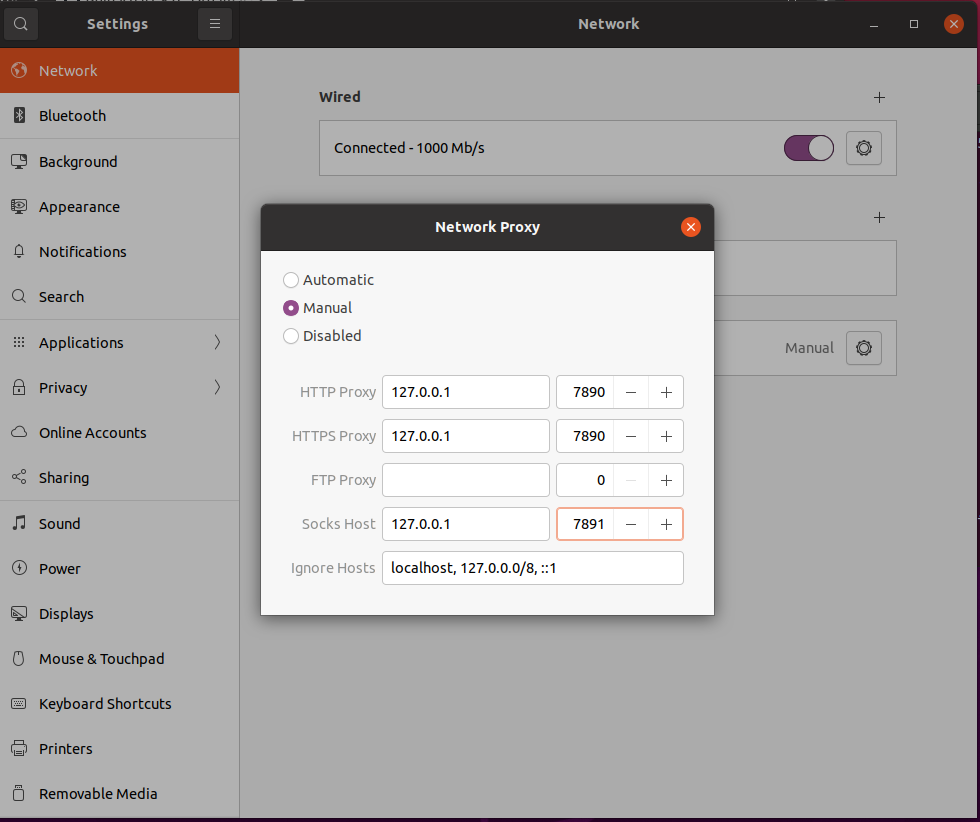 Settings
Network
Network
Bluetooth
Background
Appearance
Notifications
Search
Applications
Privacy
Online Accounts
Sharing
Sound
Power
Displays
Mouse & Touchpad
Keyboard Shortcuts
Printers
Removable Media
Wired
Connected - 1000 Mb/s
Manual
Network Proxy
Automatic
Manual
Disabled
HTTP Proxy 127.0.0.1 7890 − +
HTTPS Proxy 127.0.0.1 7890 − +
FTP Proxy 0 − +
Socks Host 127.0.0.1 7891 − +
Ignore Hosts localhost, 127.0.0.0/8, ::1